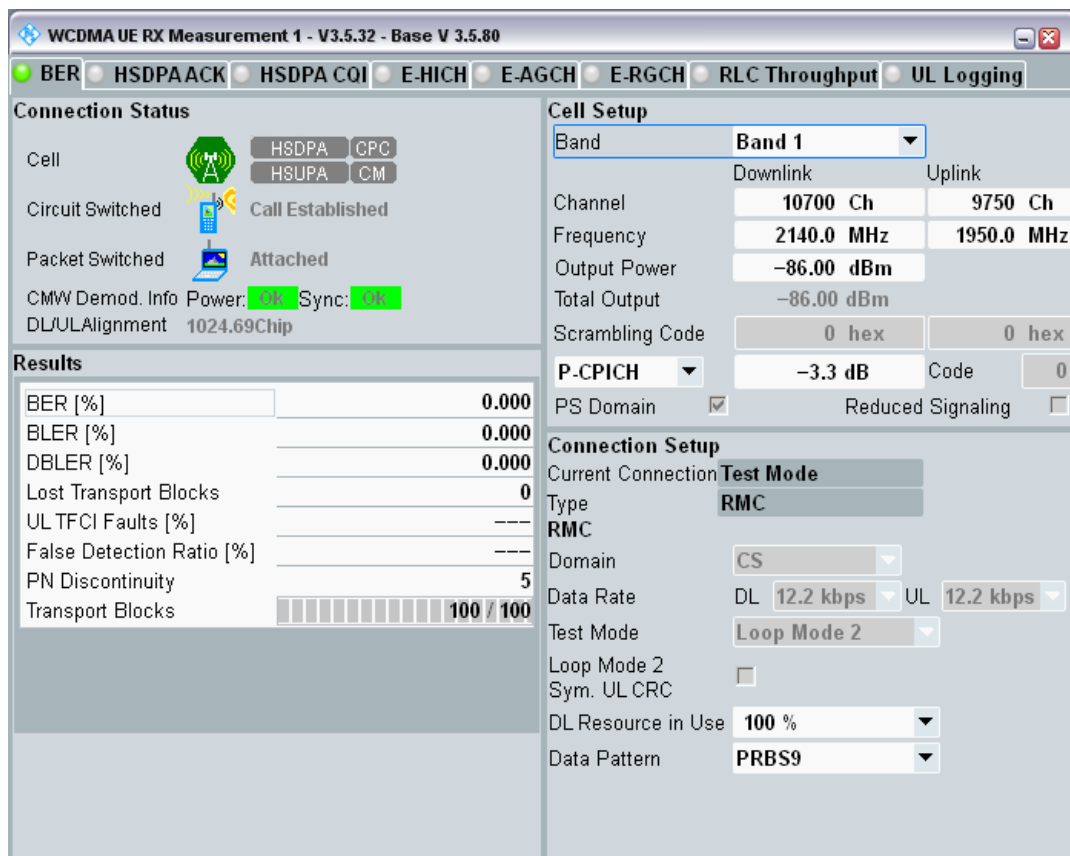 WCDMA UE RX Measurement 1 - V3.5.32 - Base V 3.5.80
BER HSDPA ACK HSDPA CQI E-HICH E-AGCH E-RGCH RLC Throughput UL Logging
Connection Status
Cell HSDPA CPC
HSUPA CM
Circuit Switched Call Established
Packet Switched Attached
CMW Demod. Info Power: Ok Sync: Ok
DL/UL Alignment 1024.69Chip
Results
BER [%] 0.000
BLER [%] 0.000
DBLER [%] 0.000
Lost Transport Blocks 0
UL TFCI Faults [%] ---
False Detection Ratio [%] ---
PN Discontinuity 5
Transport Blocks 100 / 100
Cell Setup
Band Band 1
Downlink Uplink
Channel 10700 Ch 9750 Ch
Frequency 2140.0 MHz 1950.0 MHz
Output Power -86.00 dBm
Total Output -86.00 dBm
Scrambling Code 0 hex 0 hex
P-CPICH -3.3 dB Code 0
PS Domain Reduced Signaling
Connection Setup
Current Connection Test Mode
Type RMC
RMC
Domain CS
Data Rate DL 12.2 kbps UL 12.2 kbps
Test Mode Loop Mode 2
Loop Mode 2
Sym. UL CRC
DL Resource in Use 100 %
Data Pattern PRBS9